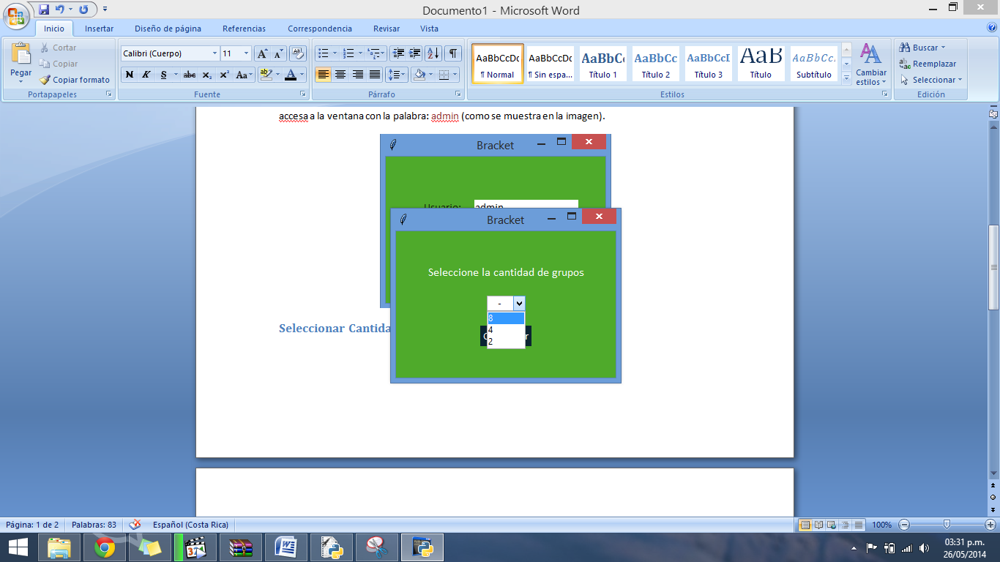 Documento1 - Microsoft Word
Inicio Insertar Diseño de página Referencias Correspondencia Revisar Vista
Pegar
Cortar
Copiar
Copiar formato
Portapapeles
Calibri (Cuerpo) 11
Fuente
Párrafo
AaBbCcDc AaBbCcDc AaBbCc AaBbCc AaBbCcI AaB AaBbCc.
¶ Normal ¶ Sin espa... Título 1 Título 2 Título 3 Título Subtítulo
Cambiar estilos
Estilos
Buscar
Reemplazar
Seleccionar
Edición
accesa a la ventana con la palabra: admin (como se muestra en la imagen).
Bracket
Usuario: admin
Bracket
Seleccione la cantidad de grupos
-
8
4
2
Seleccionar Cantida
Página: 1 de 2 Palabras: 83 Español (Costa Rica) 100%
03:31 p.m.
26/05/2014